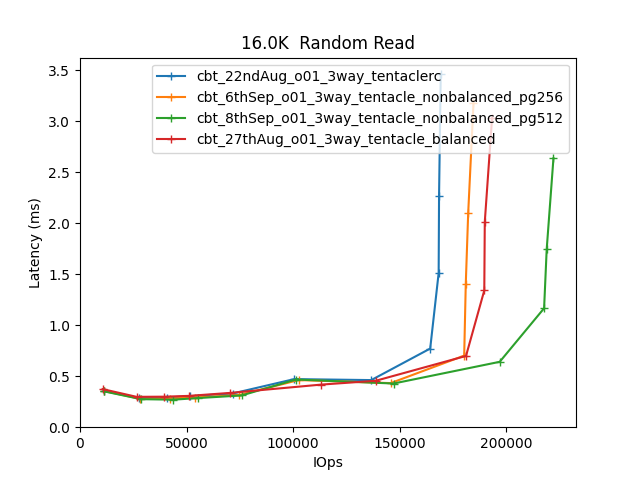 16.0K  Random Read
3.5
3.0
2.5
2.0
1.5
1.0
0.5
0.0
Latency (ms)
cbt_22ndAug_o01_3way_tentaclerc
cbt_6thSep_o01_3way_tentacle_nonbalanced_pg256
cbt_8thSep_o01_3way_tentacle_nonbalanced_pg512
cbt_27thAug_o01_3way_tentacle_balanced
0 50000 100000 150000 200000
IOps